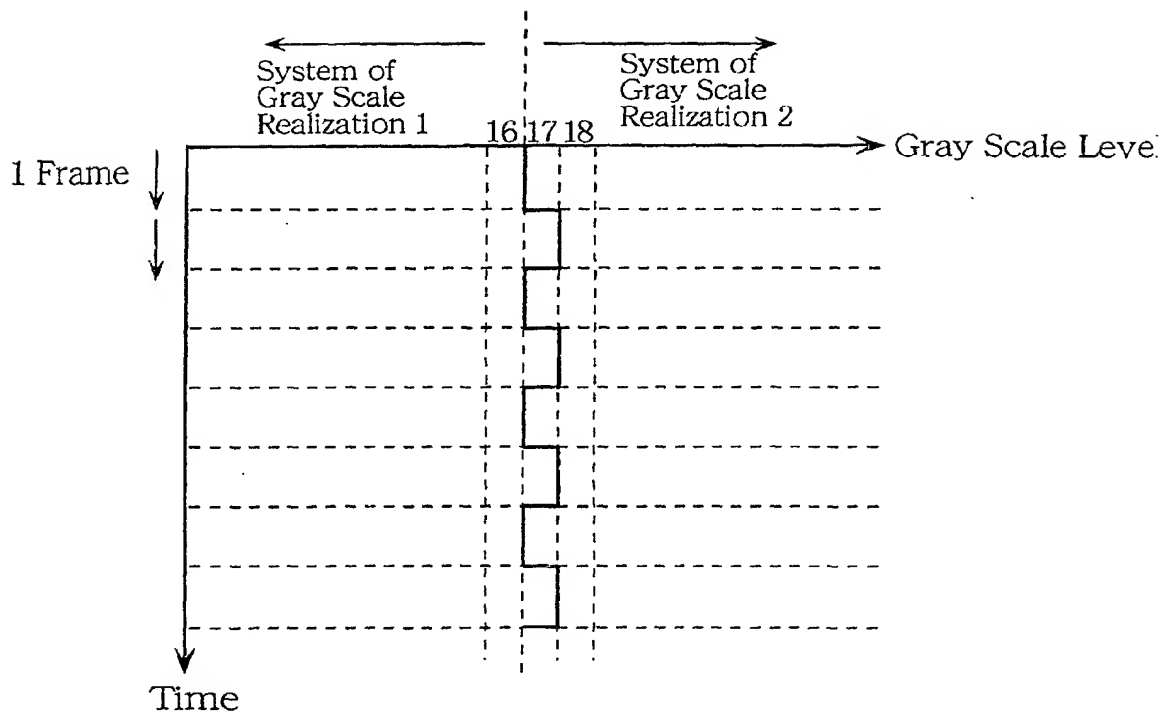 System of
Gray Scale
Realization 1
System of
Gray Scale
Realization 2
16 17 18
Gray Scale Leve
1 Frame
Time